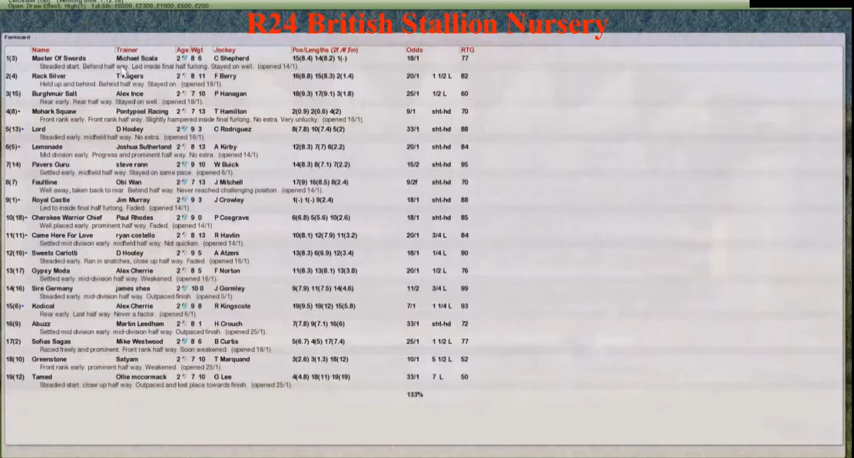 Open. Draw Effect: High(1). 1st-5th. £6000, £2300, £1000, £500, £200.
R24 British Stallion Nursery
Formcard
Name Trainer Age Wgt Jockey Pos/Lengths (2f,4f,fin) Odds RTG
1(3) Master Of Swords Michael Scala 2 8 6 C Shepherd 15(8.4) 14(8.2) 1(-) 18/1 77
Steadied start. Behind half way. Led inside final half furlong. Stayed on well. (opened 14/1)
2(4) Rack Silver 2 8 11 F Berry 16(8.8) 15(8.3) 2(1.4) 20/1 1 1/2 L 82
Held up and behind. Behind half way. Stayed on. (opened 16/1)
3(15) Burghmuir Salt Alex Ince 2 7 10 P Hanagan 18(9.3) 17(9.1) 3(1.8) 25/1 1/2 L 60
Rear early. Rear half way. Stayed on well. (opened 18/1)
4(8)- Mohark Squaw Pontypool Racing 2 7 13 T Hamilton 2(0.9) 2(0.6) 4(2) 9/1 sht-hd 70
Front rank early. Front rank half way. Slightly hampered inside final furlong. No extra. Very unlucky. (opened 16/1)
5(13)- Lord D Hooley 2 9 3 C Rodriguez 8(7.8) 10(7.4) 5(2) 33/1 sht-hd 88
Steadied early. midfield half way. No extra. (opened 16/1)
6(5)- Lemonade Joshua Sutherland 2 8 13 A Kirby 12(8.3) 7(7) 6(2.2) 20/1 sht-hd 84
Mid division early. Progress and prominent half way. No extra. (opened 14/1)
7(14) Pavers Guru steve rann 2 9 10 W Buick 14(8.3) 8(7.1) 7(2.2) 15/2 sht-hd 95
Settled early. mid-division half way. Stayed on same pace. (opened 6/1)
8(7) Faultline Obi Wan 2 7 13 J Mitchell 17(9) 16(8.5) 8(2.4) 9/2f sht-hd 70
Well away, taken back to rear. Behind half way. Never reached challenging position. (opened 14/1)
9(1)- Royal Castle Jim Murray 2 9 3 J Crowley 1(-) 1(-) 9(2.4) 18/1 sht-hd 88
Led to inside final half furlong. Faded. (opened 14/1)
10(18)- Cherokee Warrior Chief Paul Rhodes 2 9 0 P Cosgrave 6(6.8) 5(5.6) 10(2.6) 18/1 sht-hd 85
Well placed early. prominent half way. Faded. (opened 14/1)
11(11)- Came Here For Love ryan costello 2 8 13 R Havlin 10(8.1) 12(7.7) 11(3.2) 20/1 3/4 L 84
Settled mid division early. midfield half way. Not quicken. (opened 14/1)
12(19)- Sweets Carlotti D Hooley 2 9 5 A Atzeni 13(8.3) 6(6.9) 12(3.4) 18/1 1/4 L 90
Steadied early. Ran in snatches, close up half way. Faded. (opened 16/1)
13(17) Gypsy Moda Alex Cherrie 2 8 5 F Norton 11(8.3) 13(8.1) 13(3.8) 20/1 1/2 L 76
Settled early. mid-division half way. Weakened. (opened 16/1)
14(16) Sire Germany james shea 2 10 0 J Gormley 9(7.9) 11(7.5) 14(4.6) 11/2 3/4 L 99
Steadied early. mid-division half way. Outpaced finish. (opened 5/1)
15(6)- Kodical Alex Cherrie 2 9 8 R Kingscote 19(9.5) 19(12) 15(5.8) 7/1 1 1/4 L 93
Rear early. Last half way. Never a factor. (opened 6/1)
16(9) Abuzz Martin Leedham 2 8 1 H Crouch 7(7.8) 9(7.1) 16(6) 33/1 sht-hd 72
Settled mid division early. mid-division half way. Outpaced finish. (opened 25/1)
17(2) Sofias Sagas Mike Westwood 2 8 6 B Curtis 5(6.7) 4(5) 17(7.4) 25/1 1 1/2 L 77
Raced freely and prominent. Front rank half way. Soon weakened. (opened 16/1)
18(10) Greenstone Satyam 2 7 10 T Marquand 3(2.6) 3(1.3) 18(12) 10/1 5 1/2 L 52
Front rank early. prominent half way. Weakened. (opened 25/1)
19(12) Tamed Ollie mccormack 2 7 10 G Lee 4(4.8) 18(11) 19(19) 33/1 7 L 50
Steadied start. close up half way. Outpaced and lost place towards finish. (opened 25/1)
133%